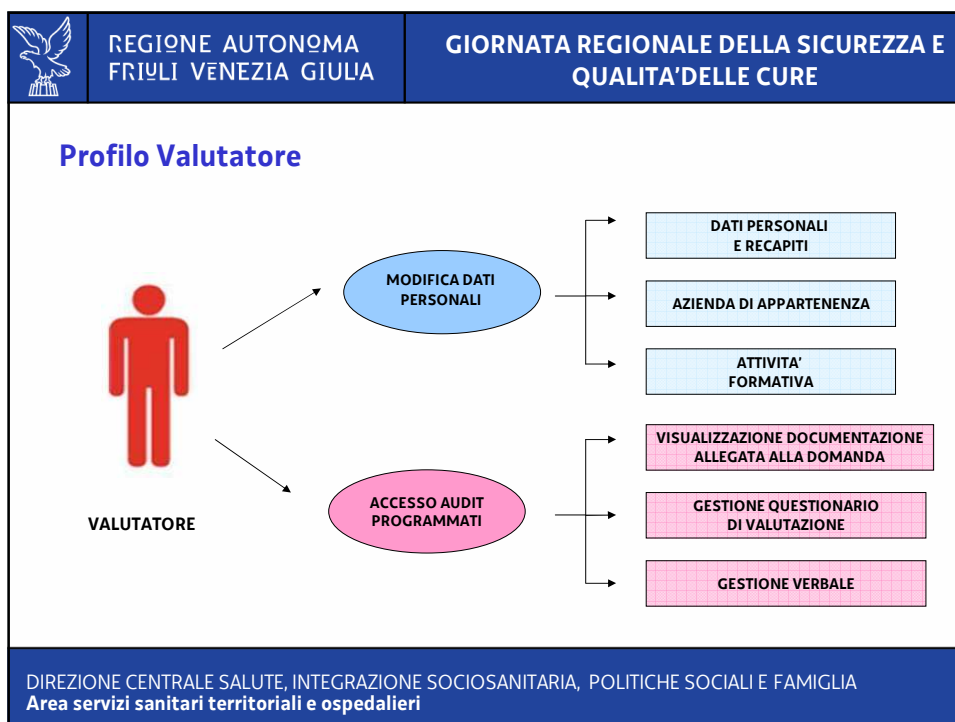 REGIONE AUTONOMA
FRIULI VENEZIA GIULIA
GIORNATA REGIONALE DELLA SICUREZZA E
QUALITA'DELLE CURE
Profilo Valutatore
DATI PERSONALI
E RECAPITI
MODIFICA DATI
PERSONALI
AZIENDA DI APPARTENENZA
ATTIVITA'
FORMATIVA
VISUALIZZAZIONE DOCUMENTAZIONE
ALLEGATA ALLA DOMANDA
ACCESSO AUDIT
PROGRAMMATI
GESTIONE QUESTIONARIO
DI VALUTAZIONE
VALUTATORE
GESTIONE VERBALE
DIREZIONE CENTRALE SALUTE, INTEGRAZIONE SOCIOSANITARIA, POLITICHE SOCIALI E FAMIGLIA
Area servizi sanitari territoriali e ospedalieri